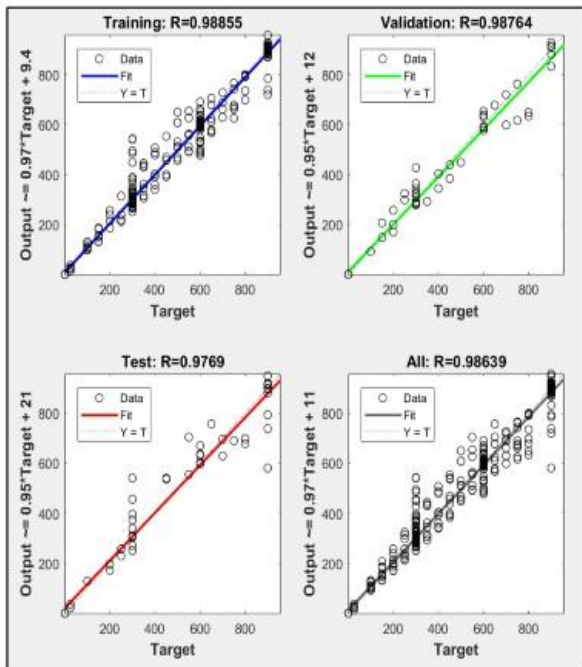 Training: R=0.98855
Output ~= 0.97*Target + 9.4
800
600
400
200
Data
Fit
Y = T
200 400 600 800
Target
Validation: R=0.98764
Output ~= 0.95*Target + 12
800
600
400
200
Data
Fit
Y = T
200 400 600 800
Target
Test: R=0.9769
Output ~= 0.95*Target + 21
800
600
400
200
Data
Fit
Y = T
200 400 600 800
Target
All: R=0.98639
Output ~= 0.97*Target + 11
800
600
400
200
Data
Fit
Y = T
200 400 600 800
Target